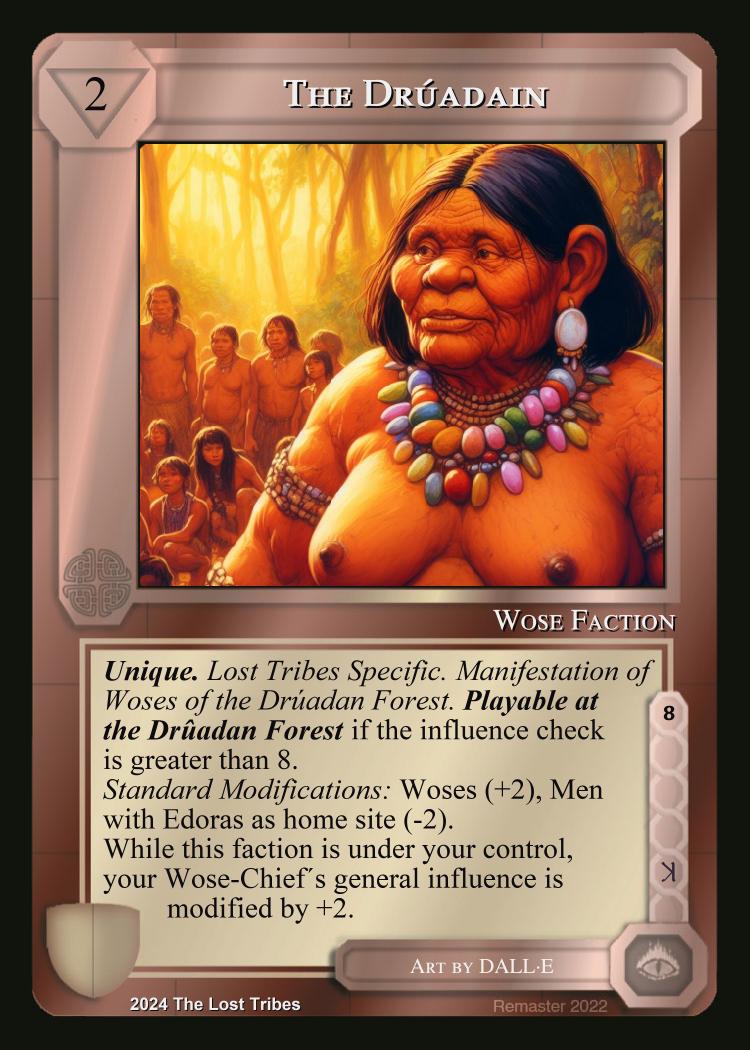 2
The Drúadain
Wose Faction
Unique. Lost Tribes Specific. Manifestation of
Woses of the Drúadan Forest. Playable at
the Drûadan Forest if the influence check
is greater than 8.
Standard Modifications: Woses (+2), Men
with Edoras as home site (-2).
While this faction is under your control,
your Wose-Chief´s general influence is
modified by +2.
8
Art by DALL·E
2024 The Lost Tribes
Remaster 2022